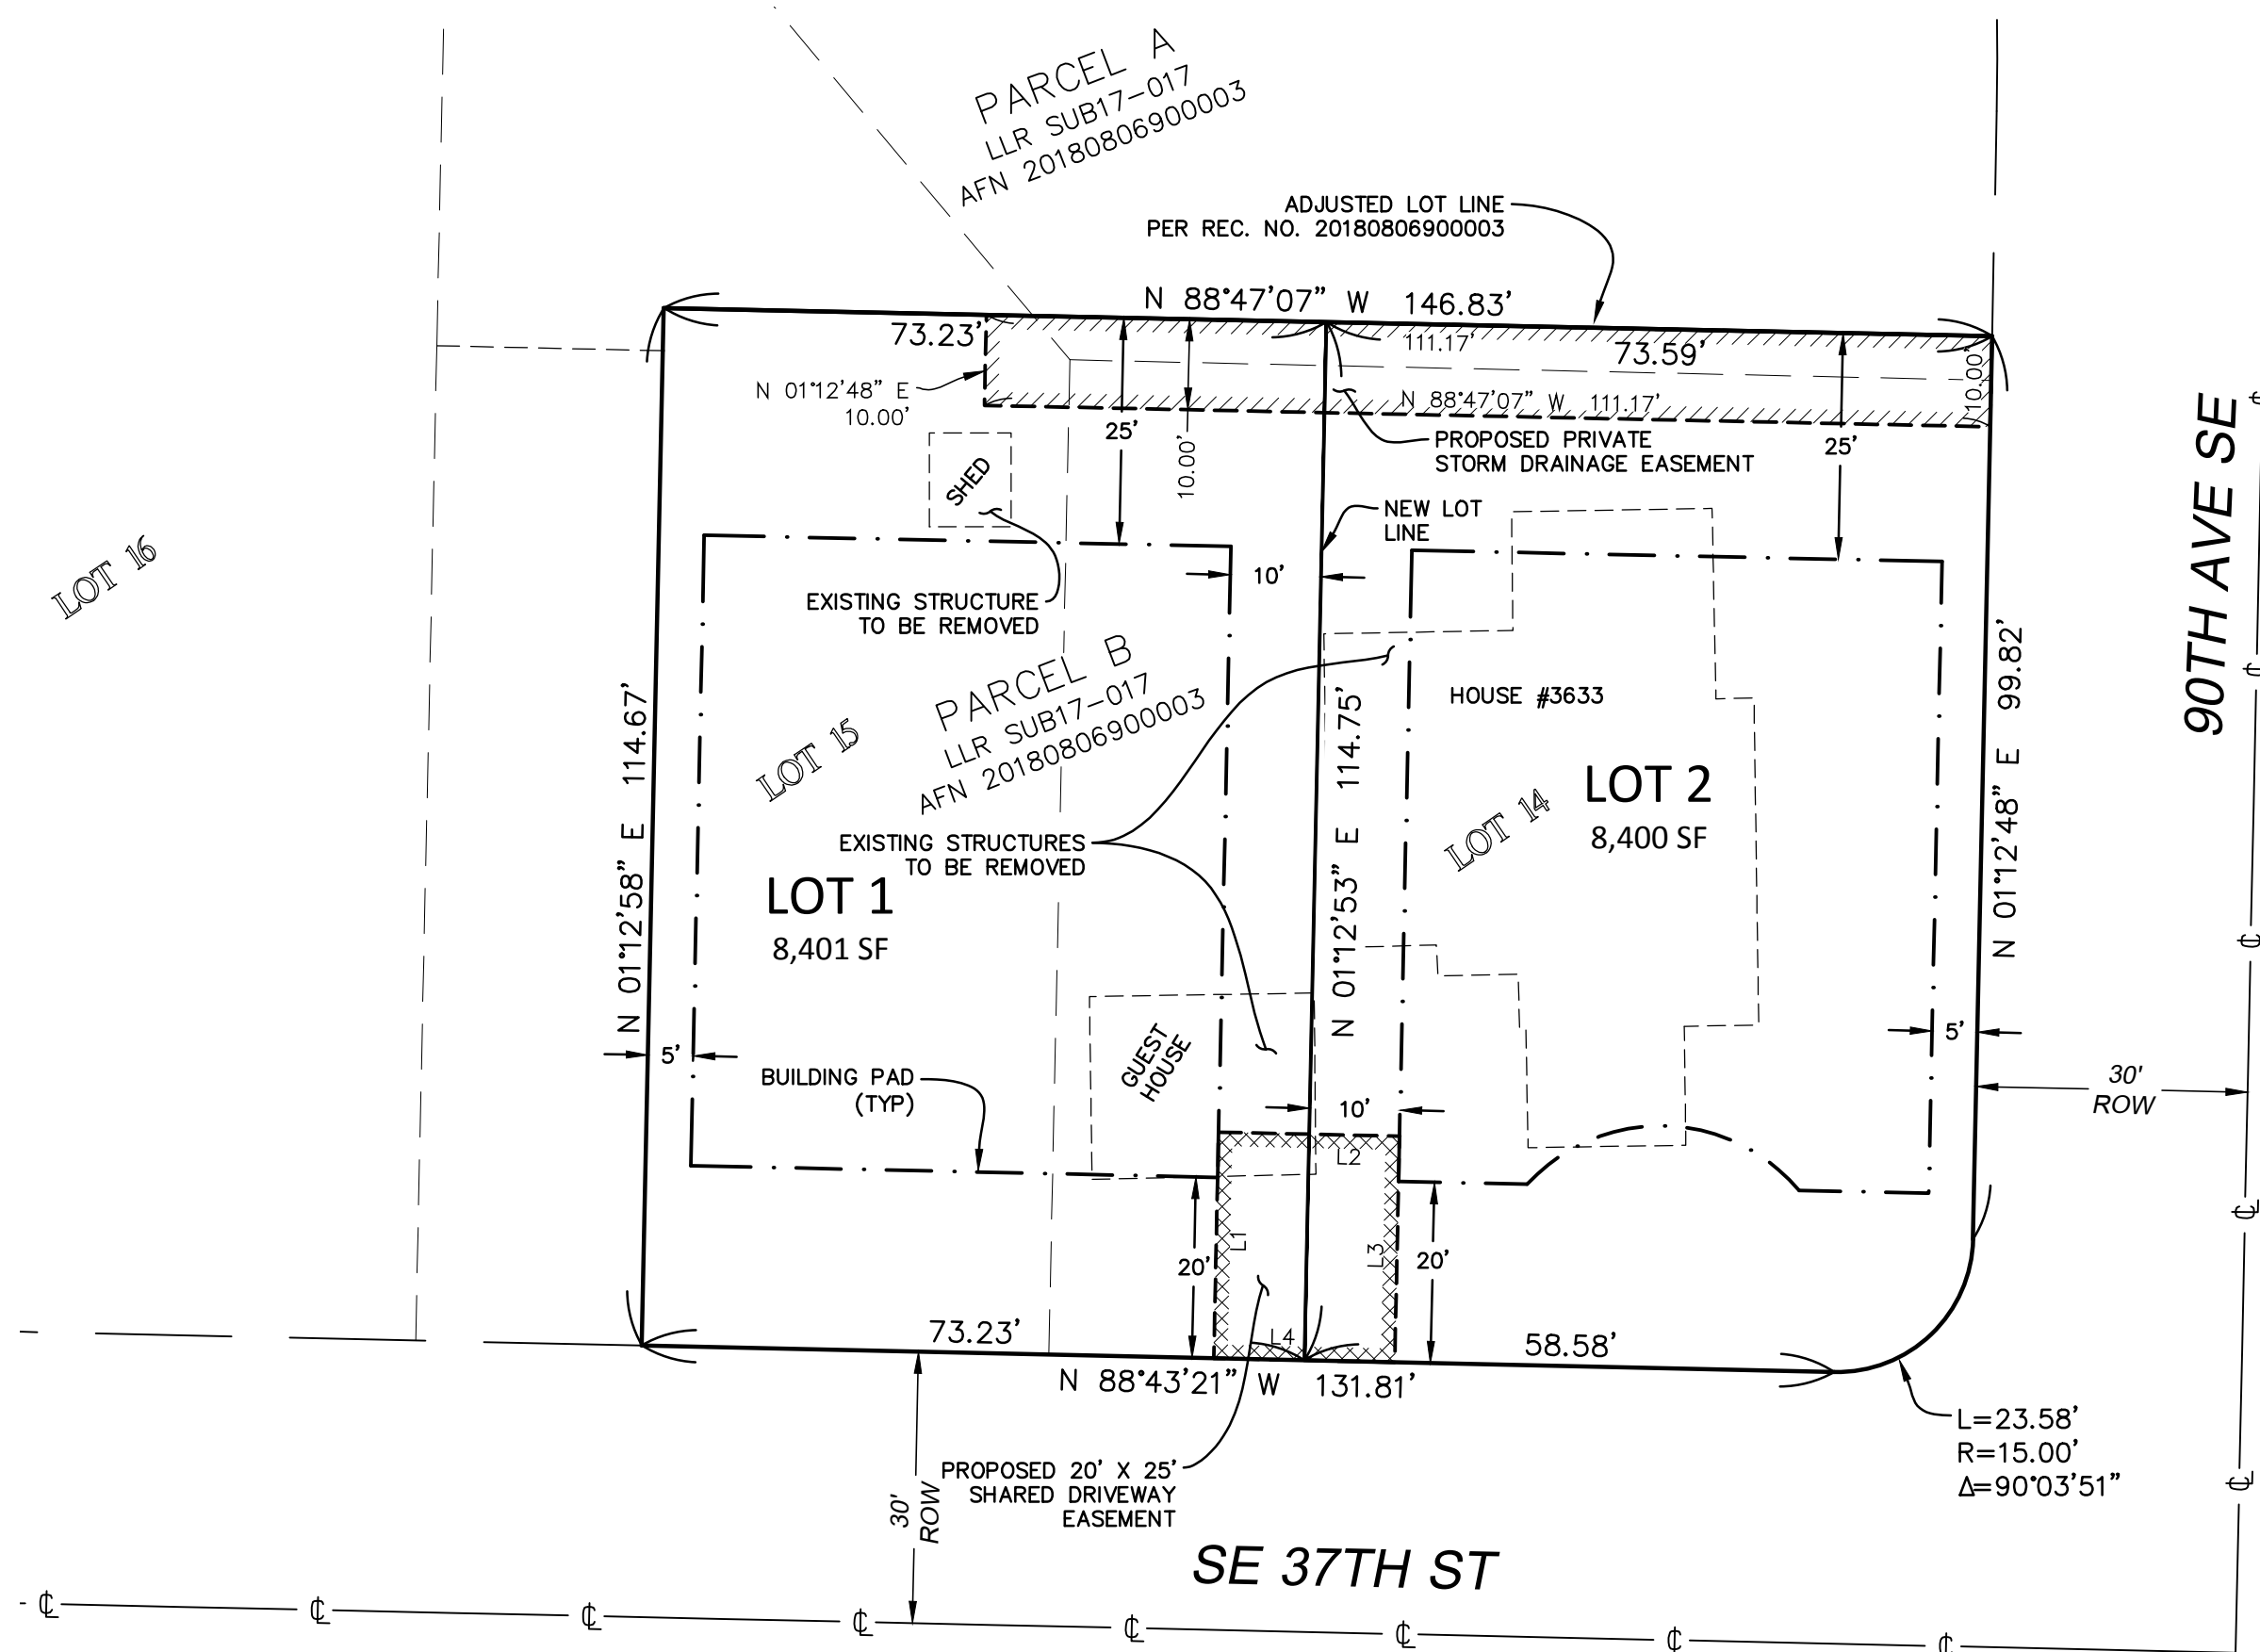 PARCEL A
LLR SUB17-017
AFN 20180806900003
ADJUSTED LOT LINE
PER REC. NO. 20180806900003
N 88°47'07" W 146.83'
73.23'
111.17'
73.59'
10.00'
N 01°12'48" E
10.00'
N 88°47'07" W 111.17'
25'
10.00'
25'
PROPOSED PRIVATE
STORM DRAINAGE EASEMENT
SHED
NEW LOT
LINE
90TH AVE SE
LOT 16
10'
EXISTING STRUCTURE
TO BE REMOVED
PARCEL B
LLR SUB17-017
AFN 20180806900003
LOT 15
HOUSE #3633
LOT 2
8,400 SF
LOT 14
N 01°12'58" E 114.67'
N 01°12'53" E 114.75'
N 01°12'48" E 99.82'
EXISTING STRUCTURES
TO BE REMOVED
LOT 1
8,401 SF
5'
5'
GUEST
HOUSE
BUILDING PAD
(TYP)
10'
30'
ROW
L2
L1
L3
20'
20'
L4
73.23'
58.58'
N 88°43'21" W 131.81'
L=23.58'
R=15.00'
Δ=90°03'51"
PROPOSED 20' X 25'
SHARED DRIVEWAY
EASEMENT
30'
ROW
SE 37TH ST